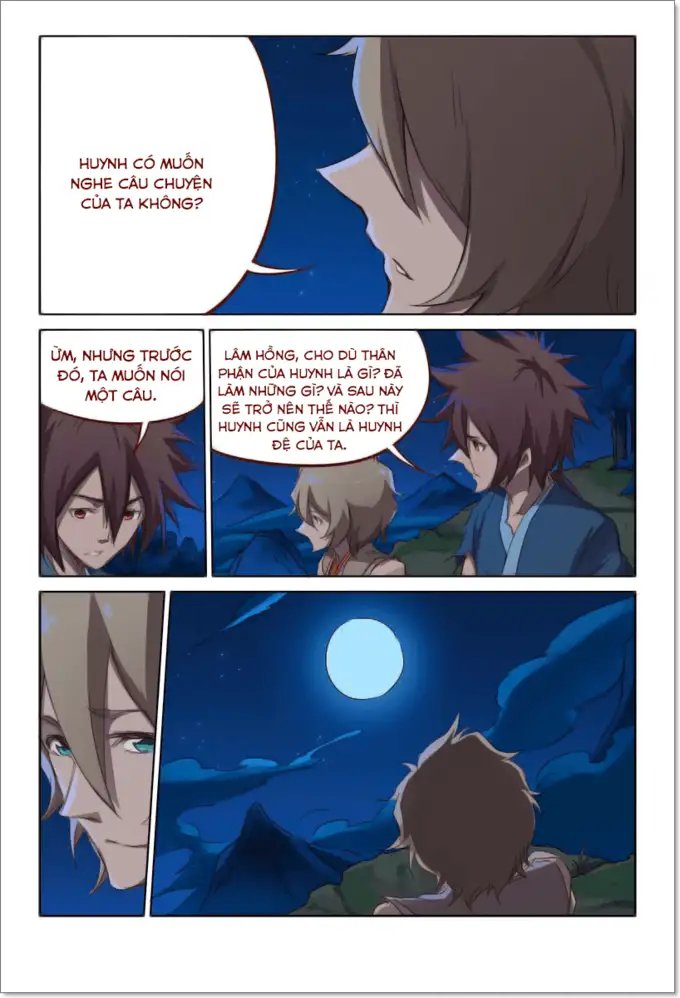 HUYNH CÓ MUỐN
NGHE CÂU CHUYỆN
CỦA TA KHÔNG?
ỪM, NHƯNG TRƯỚC
ĐÓ, TA MUỐN NÓI
MỘT CÂU.
LÂM HỒNG, CHO DÙ THÂN
PHẬN CỦA HUYNH LÀ GÌ? ĐÃ
LÀM NHỮNG GÌ? VÀ SAU NÀY
SẼ TRỞ NÊN THẾ NÀO? THÌ
HUYNH CŨNG VẪN LÀ HUYNH
ĐỆ CỦA TA.